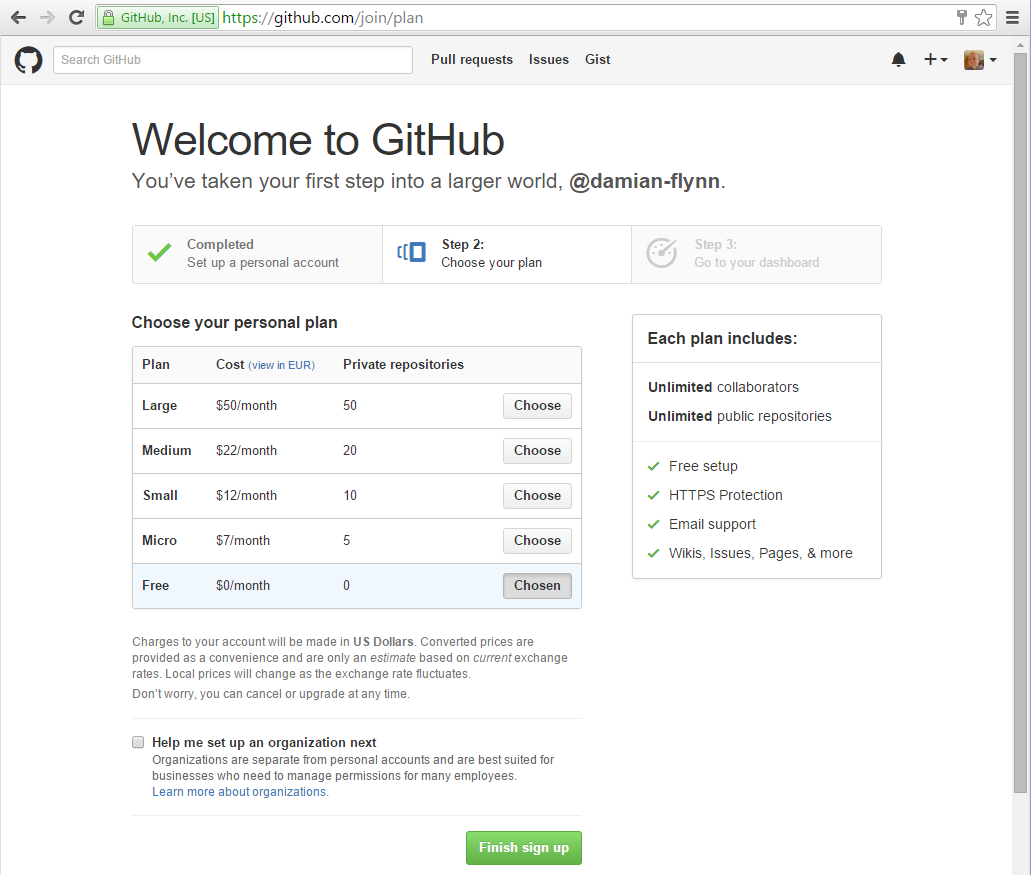 GitHub, Inc. [US] https://github.com/join/plan
Search GitHub Pull requests Issues Gist
Welcome to GitHub
You’ve taken your first step into a larger world, @damian-flynn.
Completed
Set up a personal account
Step 2:
Choose your plan
Step 3:
Go to your dashboard
Choose your personal plan
Plan Cost (view in EUR) Private repositories
Large $50/month 50 Choose
Medium $22/month 20 Choose
Small $12/month 10 Choose
Micro $7/month 5 Choose
Free $0/month 0 Chosen
Charges to your account will be made in US Dollars. Converted prices are
provided as a convenience and are only an estimate based on current exchange
rates. Local prices will change as the exchange rate fluctuates.
Don’t worry, you can cancel or upgrade at any time.
Help me set up an organization next
Organizations are separate from personal accounts and are best suited for
businesses who need to manage permissions for many employees.
Learn more about organizations.
Finish sign up
Each plan includes:
Unlimited collaborators
Unlimited public repositories
Free setup
HTTPS Protection
Email support
Wikis, Issues, Pages, & more